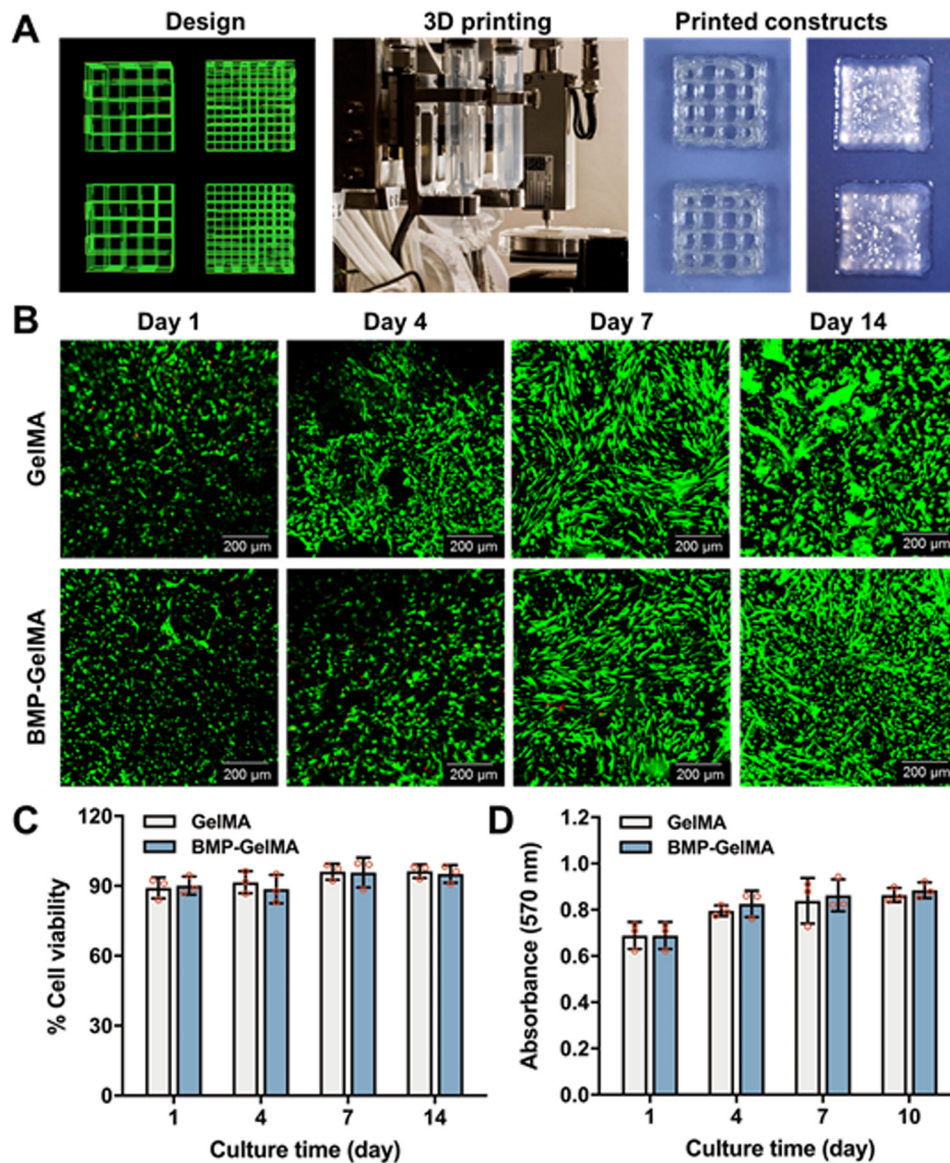 A
Design
3D printing
Printed constructs
B
Day 1
Day 4
Day 7
Day 14
GelMA
200 µm
200 µm
200 µm
200 µm
BMP-GelMA
200 µm
200 µm
200 µm
200 µm
C
GelMA
BMP-GelMA
% Cell viability
120
90
60
30
0
1
4
7
14
Culture time (day)
D
GelMA
BMP-GelMA
Absorbance (570 nm)
1.2
1.0
0.8
0.6
0.4
0.2
0.0
1
4
7
10
Culture time (day)